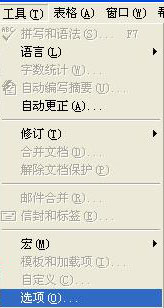 工具(T) 表格(A) 窗口(W)
ABC 拼写和语法(S)... F7
语言(L)
字数统计(W)...
自动编写摘要(U)...
自动更正(A)...
修订(T)
合并文档(D)...
解除文档保护(P)...
邮件合并(R)...
信封和标签(E)...
宏(M)
模板和加载项(I)...
自定义(C)...
选项(O)...